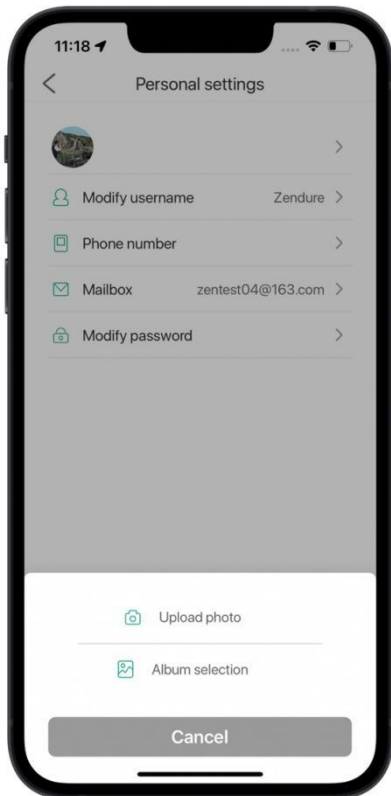 11:18
Personal settings
Modify username Zendure
Phone number
Mailbox zentest04@163.com
Modify password
Upload photo
Album selection
Cancel